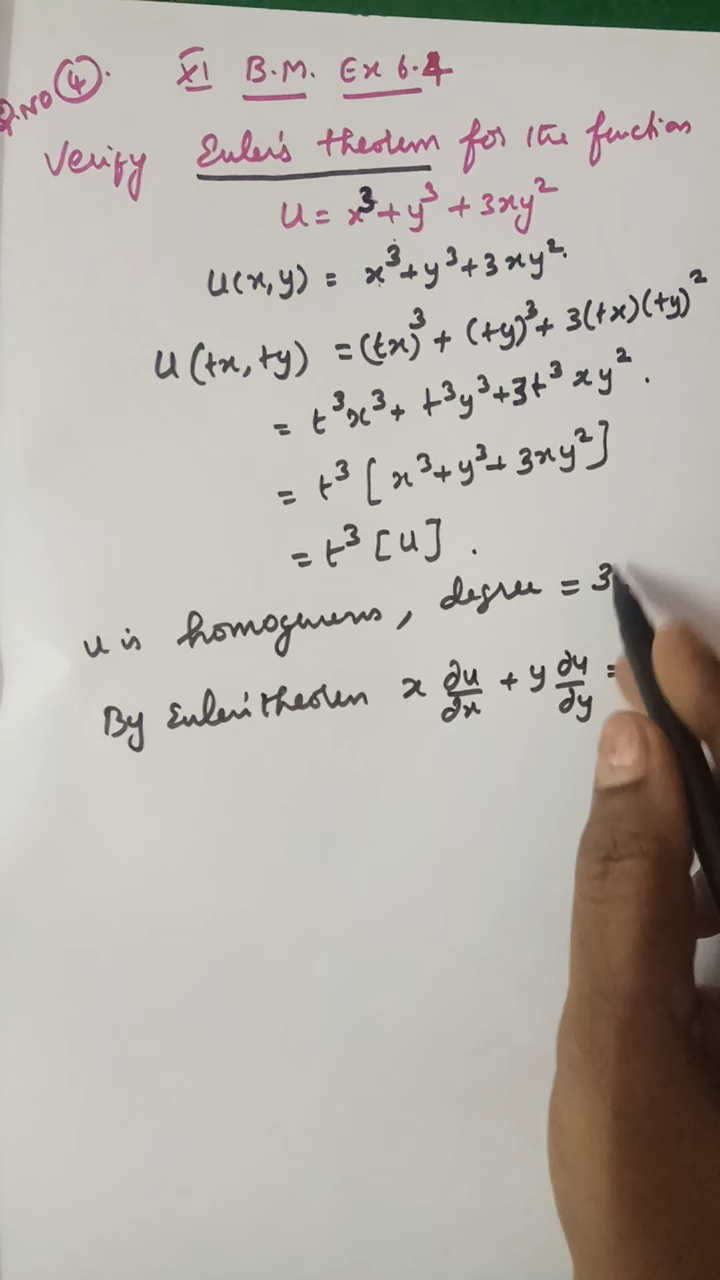 Q.NO ④. XI B.M. Ex 6.4
Verify Euler's theorem for the function
u = x³ + y³ + 3xy²
u(x,y) = x³ + y³ + 3xy².
u(tx, ty) = (tx)³ + (ty)³ + 3(tx)(ty)²
= t³x³ + t³y³ + 3t³xy².
= t³ [x³ + y³ + 3xy²]
= t³ [u].
u is homogeneous, degree = 3
By Euler's theorem x ∂u/∂x + y ∂u/∂y =